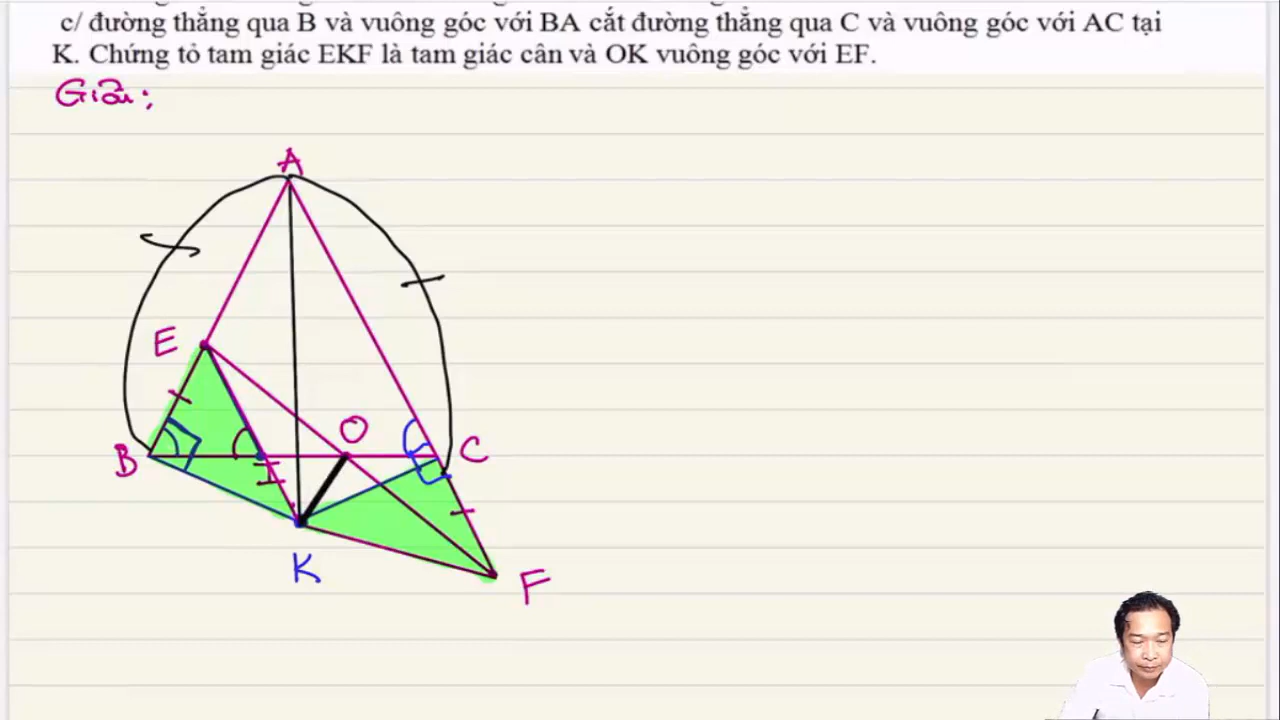 c/ đường thẳng qua B và vuông góc với BA cắt đường thẳng qua C và vuông góc với AC tại
K. Chứng tỏ tam giác EKF là tam giác cân và OK vuông góc với EF.
Giải:
A
E
O
B
C
I
K
F